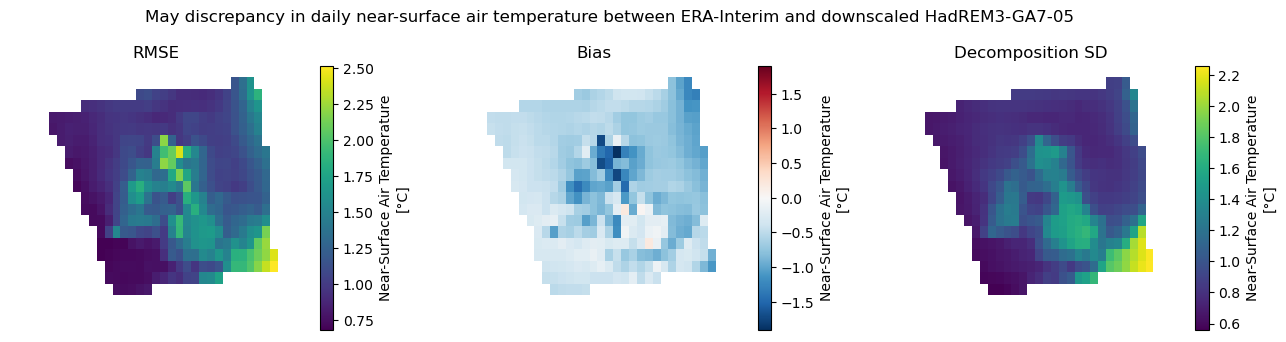 May discrepancy in daily near-surface air temperature between ERA-Interim and downscaled HadREM3-GA7-05
RMSE
2.50
2.25
2.00
1.75
1.50
1.25
1.00
0.75
Near-Surface Air Temperature
[°C]
Bias
1.5
1.0
0.5
0.0
−0.5
−1.0
−1.5
Near-Surface Air Temperature
[°C]
Decomposition SD
2.2
2.0
1.8
1.6
1.4
1.2
1.0
0.8
0.6
Near-Surface Air Temperature
[°C]